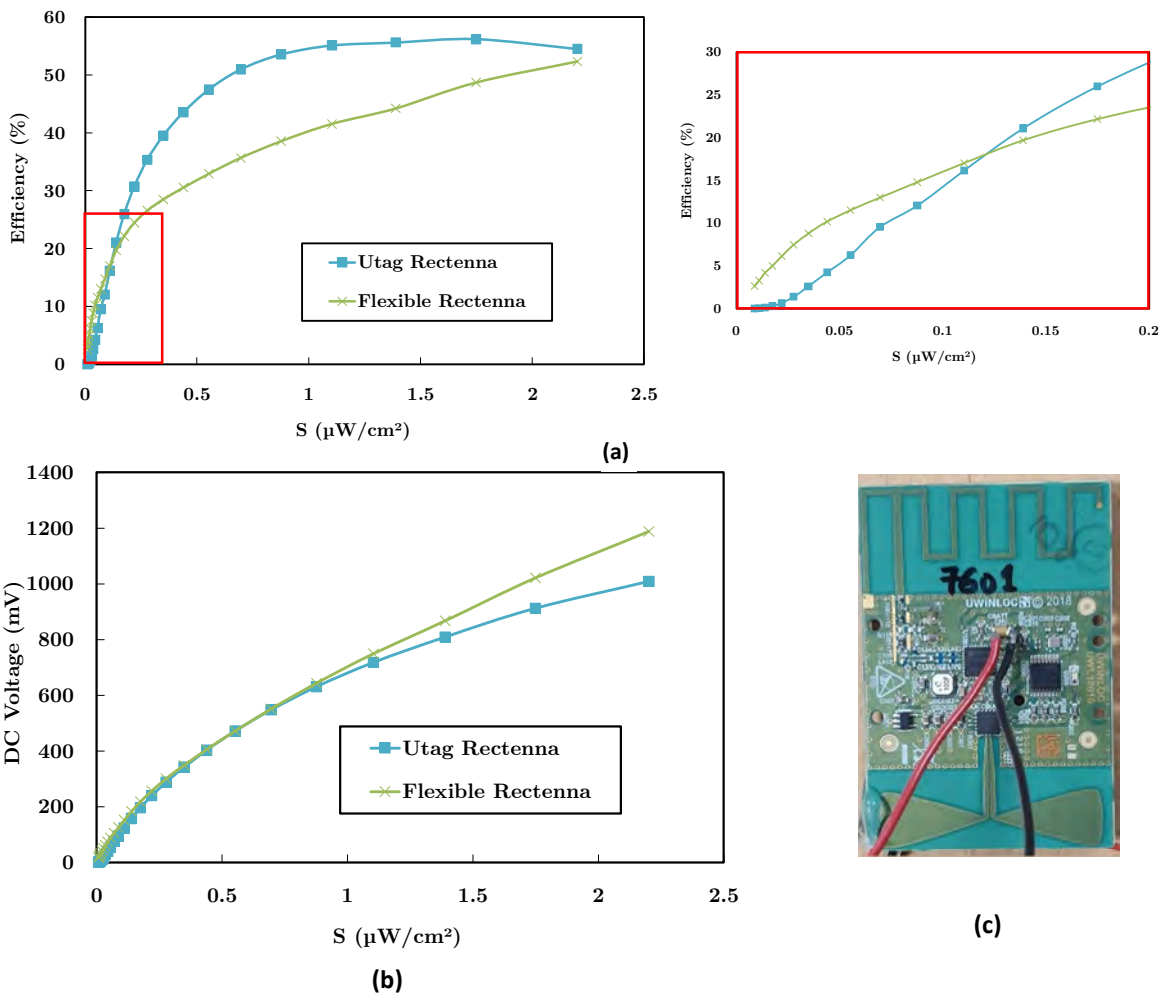 60
50
40
30
20
10
0
Efficiency (%)
0
0.5
1
1.5
2
2.5
S (µW/cm²)
Utag Rectenna
Flexible Rectenna
30
25
20
15
10
5
0
Efficiency (%)
0
0.05
0.1
0.15
0.2
S (µW/cm²)
(a)
1400
1200
1000
800
600
400
200
0
DC Voltage (mV)
0
0.5
1
1.5
2
2.5
S (µW/cm²)
Utag Rectenna
Flexible Rectenna
(b)
7601
UWINLOC © 2018
(c)